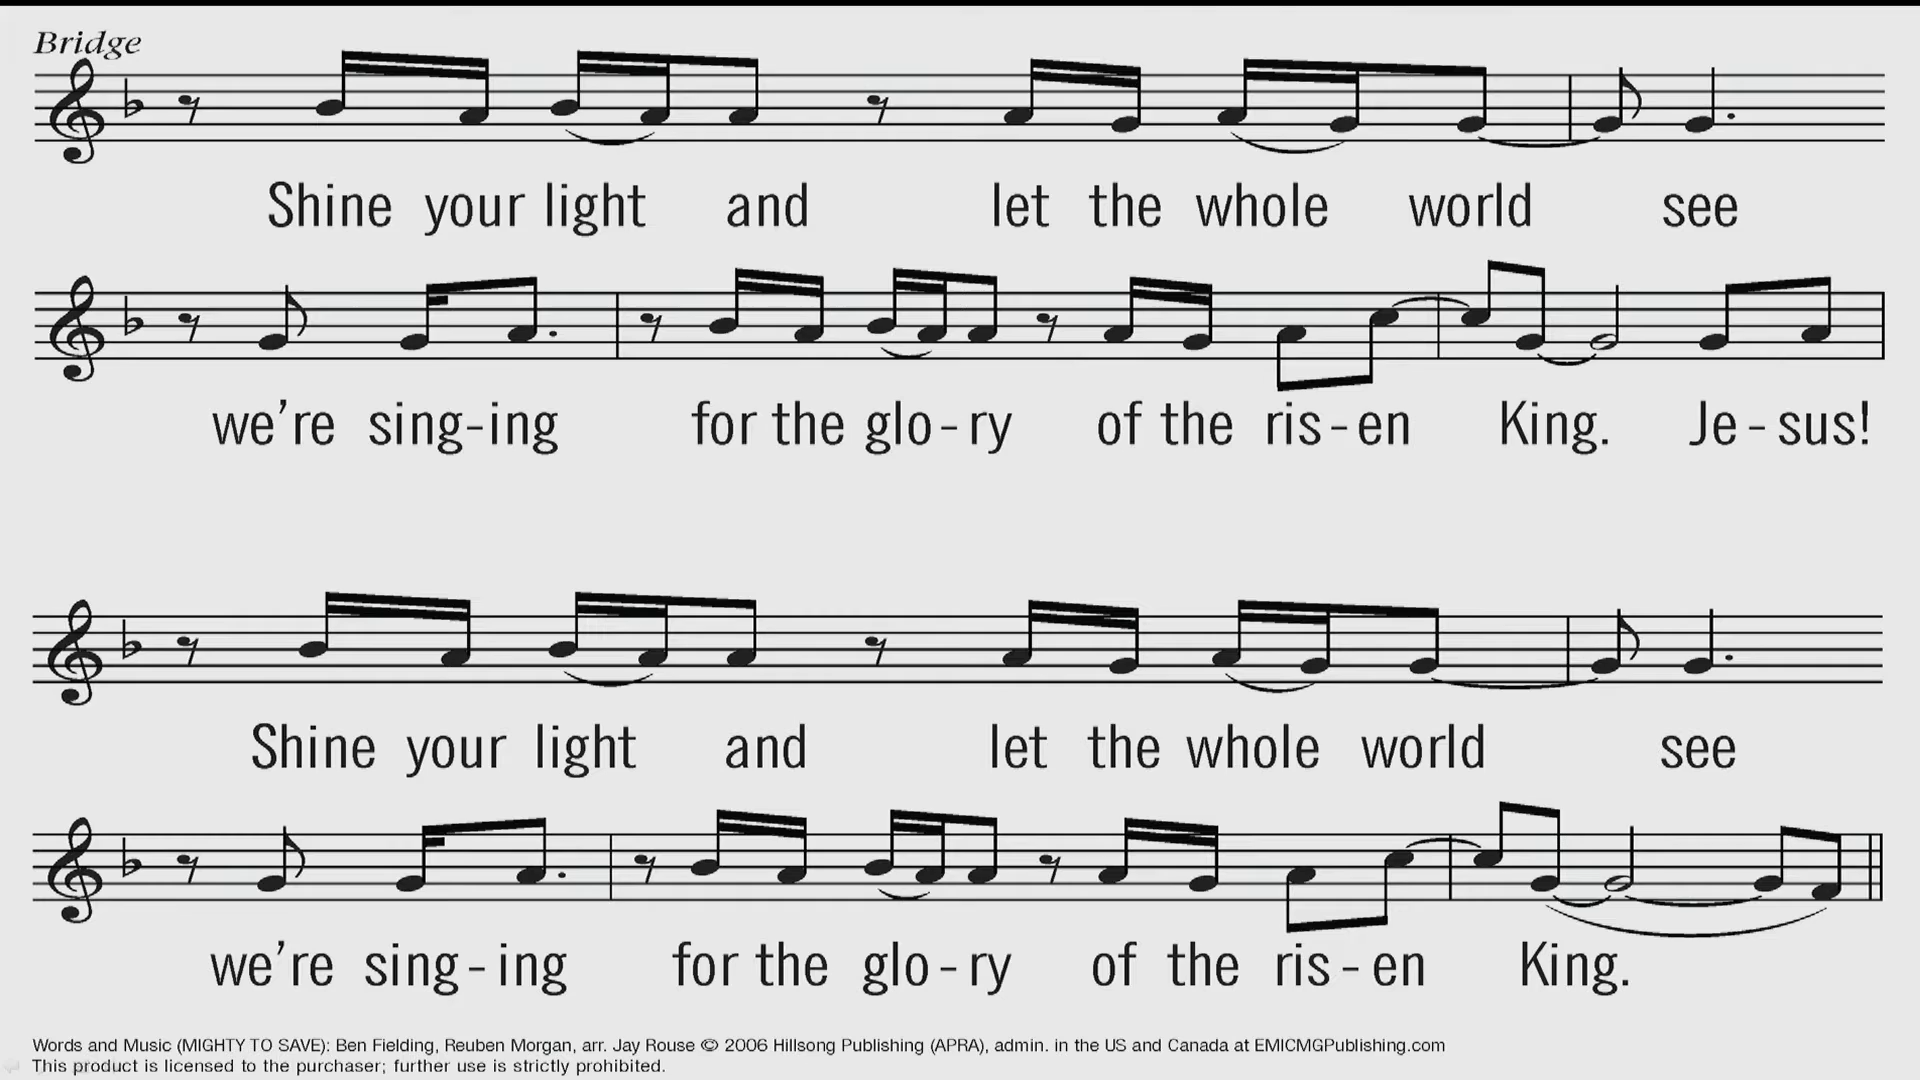 Bridge
Shine your light and let the whole world see
we're sing-ing for the glo-ry of the ris-en King. Je-sus!
Shine your light and let the whole world see
we're sing-ing for the glo-ry of the ris-en King.
Words and Music (MIGHTY TO SAVE): Ben Fielding, Reuben Morgan, arr. Jay Rouse © 2006 Hillsong Publishing (APRA), admin. in the US and Canada at EMICMGPublishing.com
This product is licensed to the purchaser; further use is strictly prohibited.